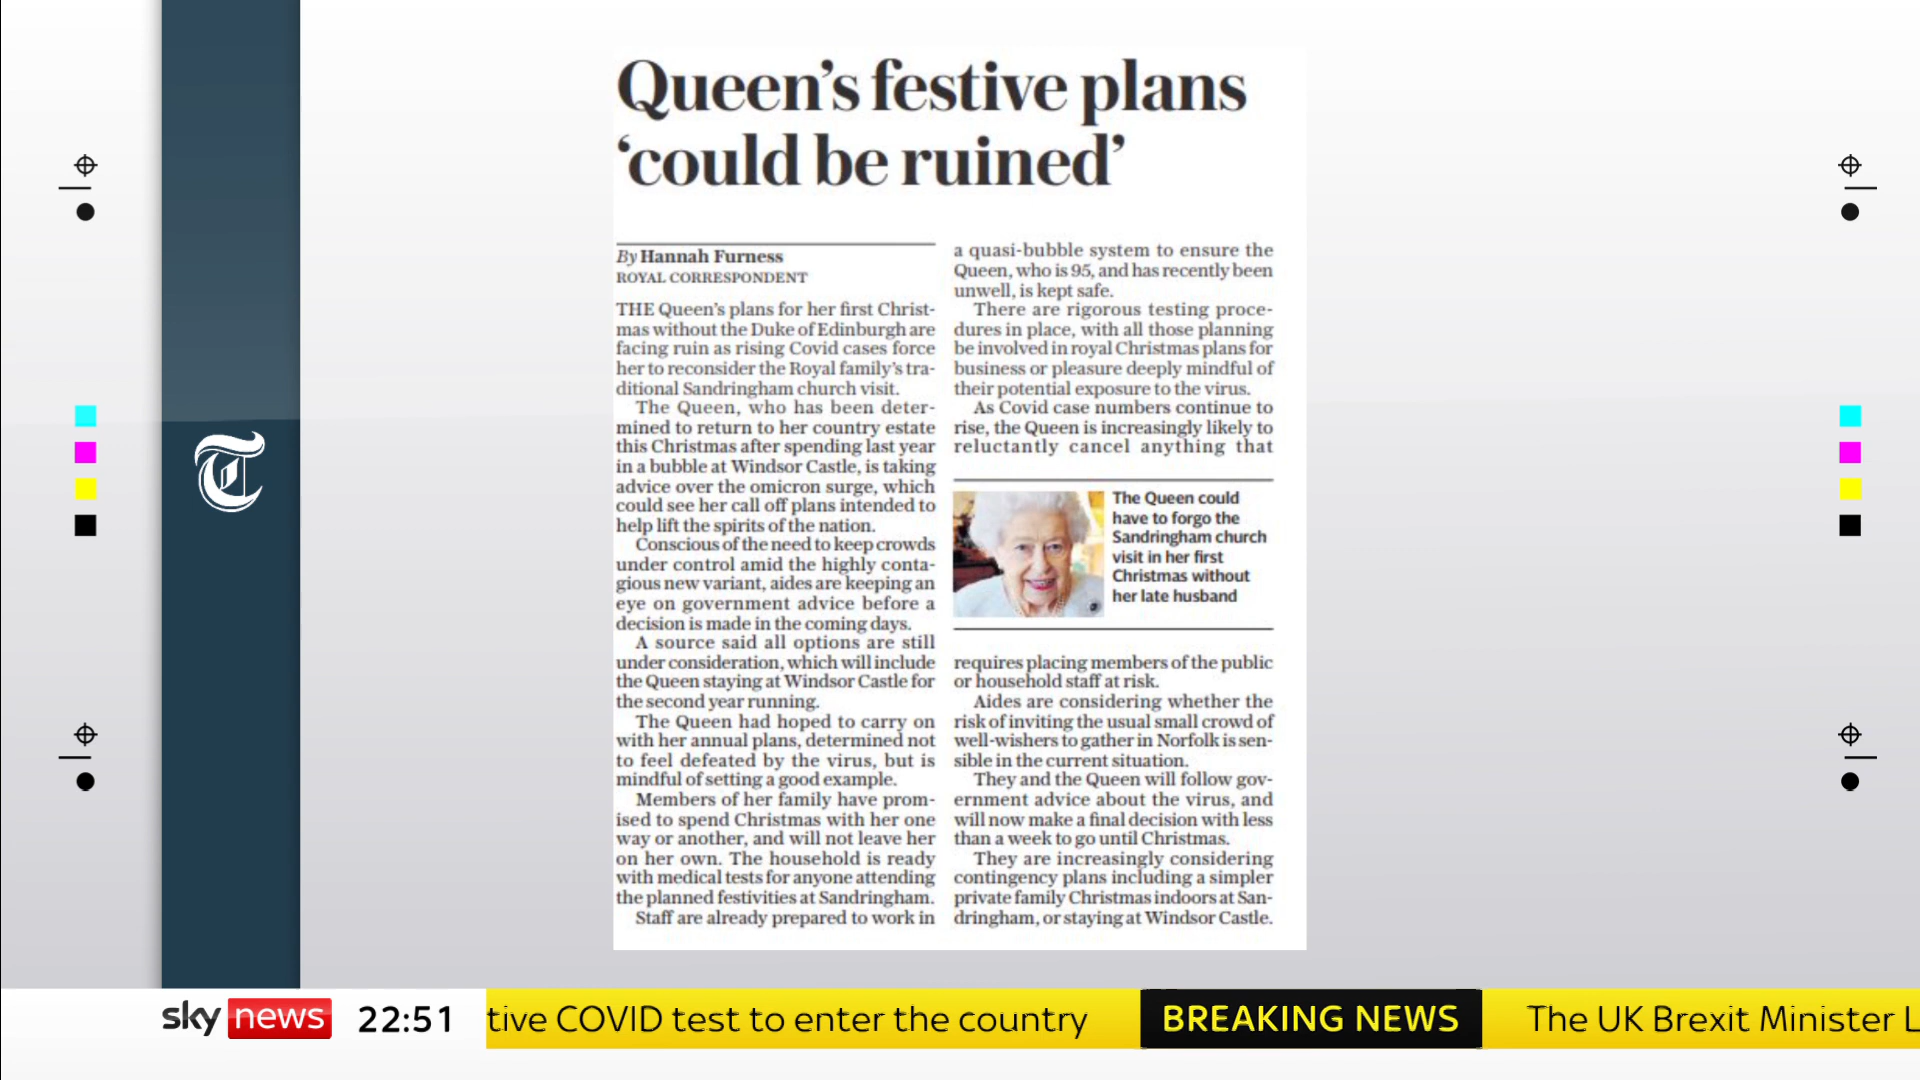 Queen's festive plans
'could be ruined'
By Hannah Furness
ROYAL CORRESPONDENT
THE Queen's plans for her first Christ-
mas without the Duke of Edinburgh are
facing ruin as rising Covid cases force
her to reconsider the Royal family's tra-
ditional Sandringham church visit.
The Queen, who has been deter-
mined to return to her country estate
this Christmas after spending last year
in a bubble at Windsor Castle, is taking
advice over the omicron surge, which
could see her call off plans intended to
help lift the spirits of the nation.
Conscious of the need to keep crowds
under control amid the highly conta-
gious new variant, aides are keeping an
eye on government advice before a
decision is made in the coming days.
A source said all options are still
under consideration, which will include
the Queen staying at Windsor Castle for
the second year running.
The Queen had hoped to carry on
with her annual plans, determined not
to feel defeated by the virus, but is
mindful of setting a good example.
Members of her family have prom-
ised to spend Christmas with her one
way or another, and will not leave her
on her own. The household is ready
with medical tests for anyone attending
the planned festivities at Sandringham.
Staff are already prepared to work in
a quasi-bubble system to ensure the
Queen, who is 95, and has recently been
unwell, is kept safe.
There are rigorous testing proce-
dures in place, with all those planning
be involved in royal Christmas plans for
business or pleasure deeply mindful of
their potential exposure to the virus.
As Covid case numbers continue to
rise, the Queen is increasingly likely to
reluctantly cancel anything that
The Queen could
have to forgo the
Sandringham church
visit in her first
Christmas without
her late husband
requires placing members of the public
or household staff at risk.
Aides are considering whether the
risk of inviting the usual small crowd of
well-wishers to gather in Norfolk is sen-
sible in the current situation.
They and the Queen will follow gov-
ernment advice about the virus, and
will now make a final decision with less
than a week to go until Christmas.
They are increasingly considering
contingency plans including a simpler
private family Christmas indoors at San-
dringham, or staying at Windsor Castle.
T
sky news 22:51 tive COVID test to enter the country BREAKING NEWS The UK Brexit Minister L